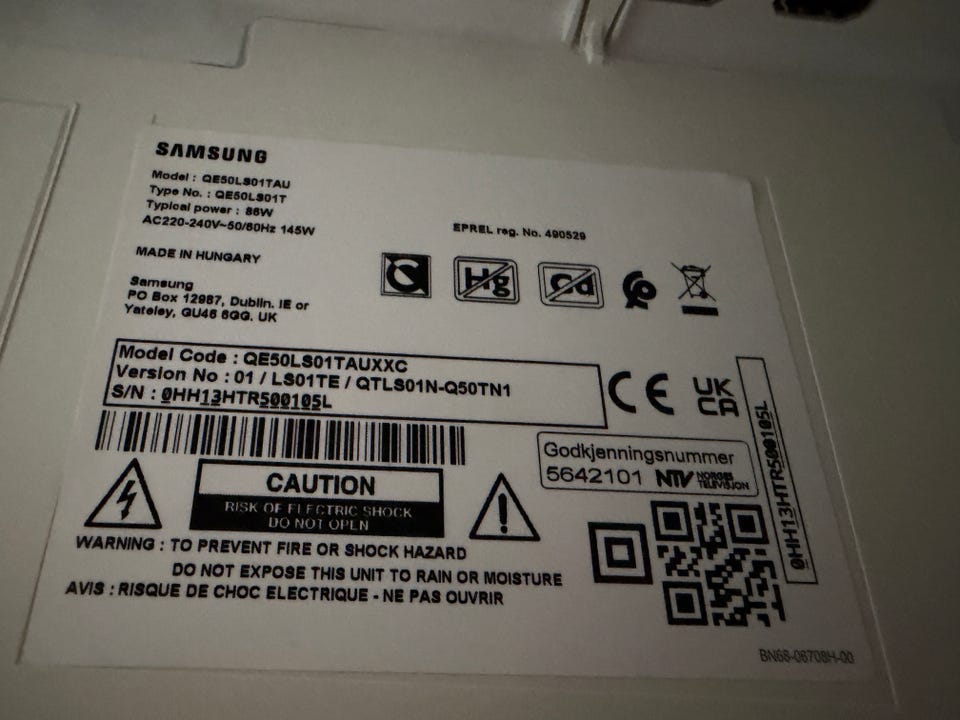 SAMSUNG
Model : QE50LS01TAU
Type No. : QE50LS01T
Typical power : 86W
AC220-240V~50/60Hz 145W
EPREL reg. No. 490529
MADE IN HUNGARY
Samsung
PO Box 12987, Dublin. IE or
Yateley, GU46 6GG. UK
Hg
Cd
Model Code : QE50LS01TAUXXC
Version No : 01 / LS01TE / QTLS01N-Q50TN1
S/N : 0HH13HTR500105L
CE
UK
CA
0HH13HTR500105L
Godkjenningsnummer
5642101 NTV NORGES
TELEVISJON
CAUTION
RISK OF ELECTRIC SHOCK
DO NOT OPEN
WARNING : TO PREVENT FIRE OR SHOCK HAZARD
DO NOT EXPOSE THIS UNIT TO RAIN OR MOISTURE
AVIS : RISQUE DE CHOC ELECTRIQUE - NE PAS OUVRIR
BN68-06708H-00